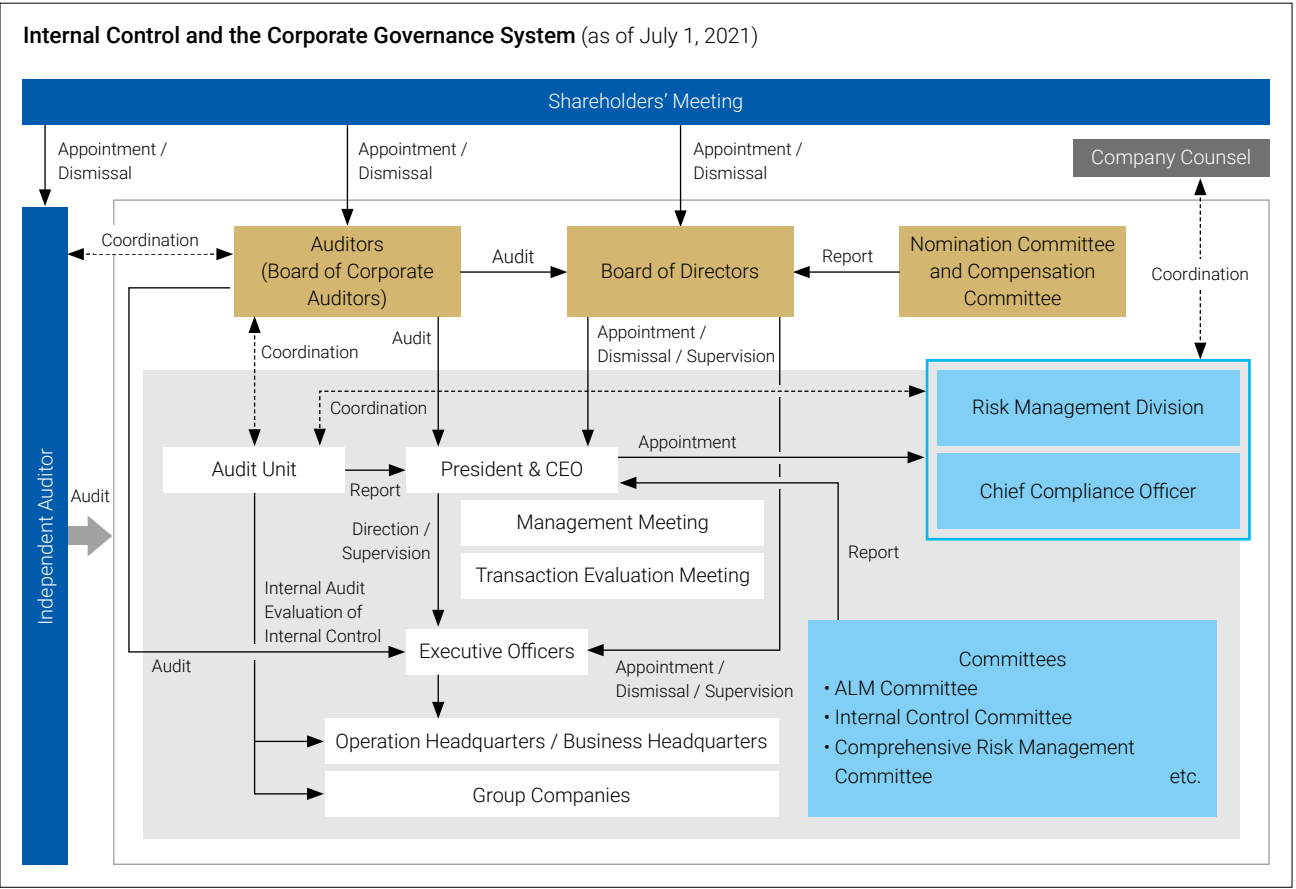 Internal Control and the Corporate Governance System (as of July 1, 2021)
Shareholders' Meeting
Appointment /
Dismissal
Appointment /
Dismissal
Appointment /
Dismissal
Company Counsel
Coordination
Auditors
(Board of Corporate
Auditors)
Audit
Board of Directors
Report
Nomination Committee
and Compensation
Committee
Coordination
Coordination
Audit
Appointment /
Dismissal / Supervision
Coordination
Risk Management Division
Chief Compliance Officer
Independent Auditor
Audit
Audit Unit
Report
President & CEO
Appointment
Management Meeting
Transaction Evaluation Meeting
Direction /
Supervision
Report
Internal Audit
Evaluation of
Internal Control
Audit
Executive Officers
Appointment /
Dismissal / Supervision
Operation Headquarters / Business Headquarters
Group Companies
Committees
・ALM Committee
・Internal Control Committee
・Comprehensive Risk Management
Committee etc.